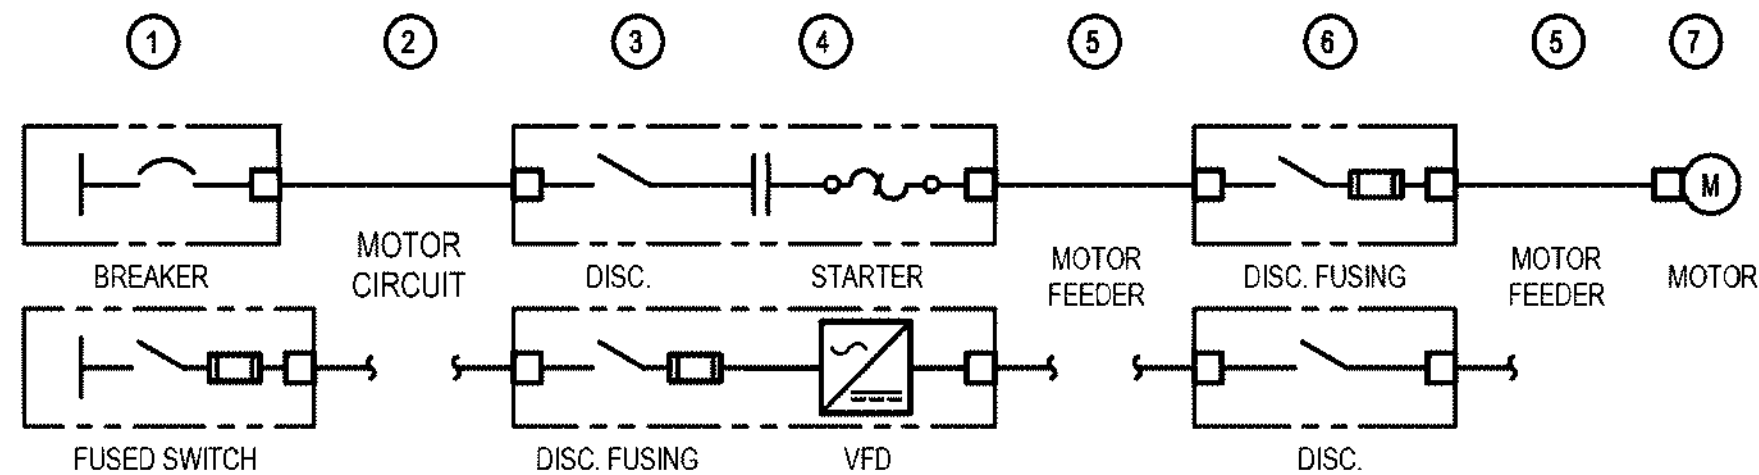 1 2 3 4 5 6 5 7
BREAKER
MOTOR
CIRCUIT
DISC.
STARTER
MOTOR
FEEDER
DISC. FUSING
MOTOR
FEEDER
M
MOTOR
FUSED SWITCH
DISC. FUSING
VFD
DISC.